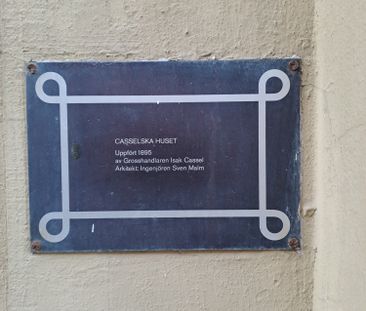 CASSELSKA HUSET
Uppfört 1895
av Grosshandlaren Isak Cassel
Arkitekt: Ingenjören Sven Malm